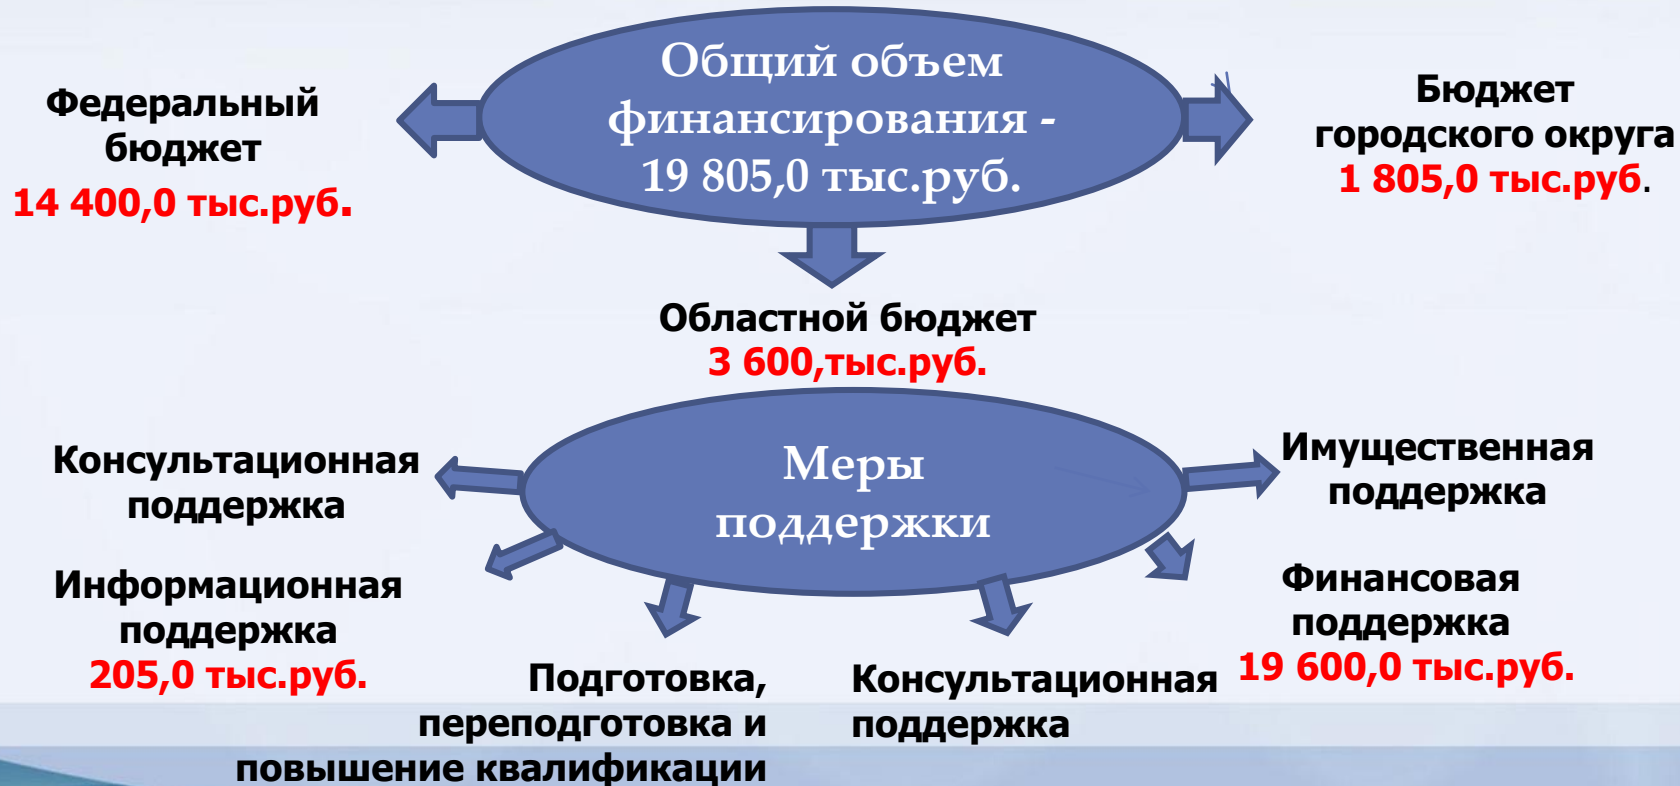 Общий объем
финансирования -
19 805,0 тыс.руб.
Федеральный
бюджет
14 400,0 тыс.руб.
Бюджет
городского округа
1 805,0 тыс.руб.
Областной бюджет
3 600,тыс.руб.
Меры
поддержки
Консультационная
поддержка
Имущественная
поддержка
Информационная
поддержка
205,0 тыс.руб.
Финансовая
поддержка
19 600,0 тыс.руб.
Подготовка,
переподготовка и
повышение квалификации
Консультационная
поддержка